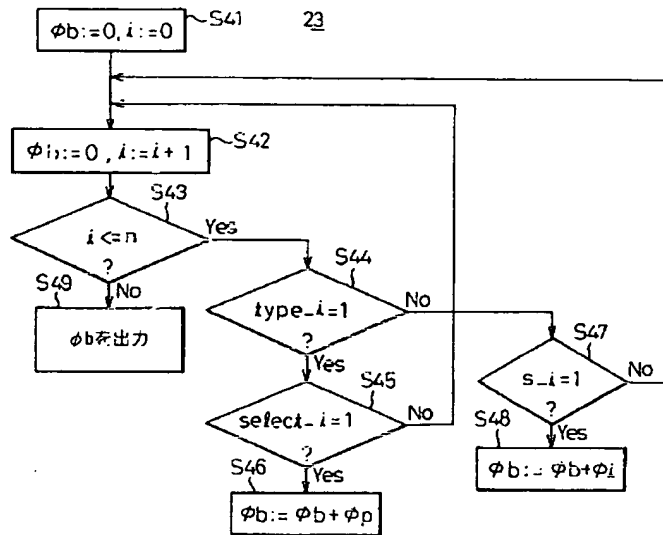 φb:=0, i:=0
S41
23
φb:=0, i:=i+1
S42
S43
i<=n
?
Yes
No
S49
φbを出力
S44
type_i=1
?
No
Yes
S45
select_i=1
?
No
Yes
S46
φb:=φb+φp
S47
s_i=1
?
No
Yes
S48
φb:=φb+φi